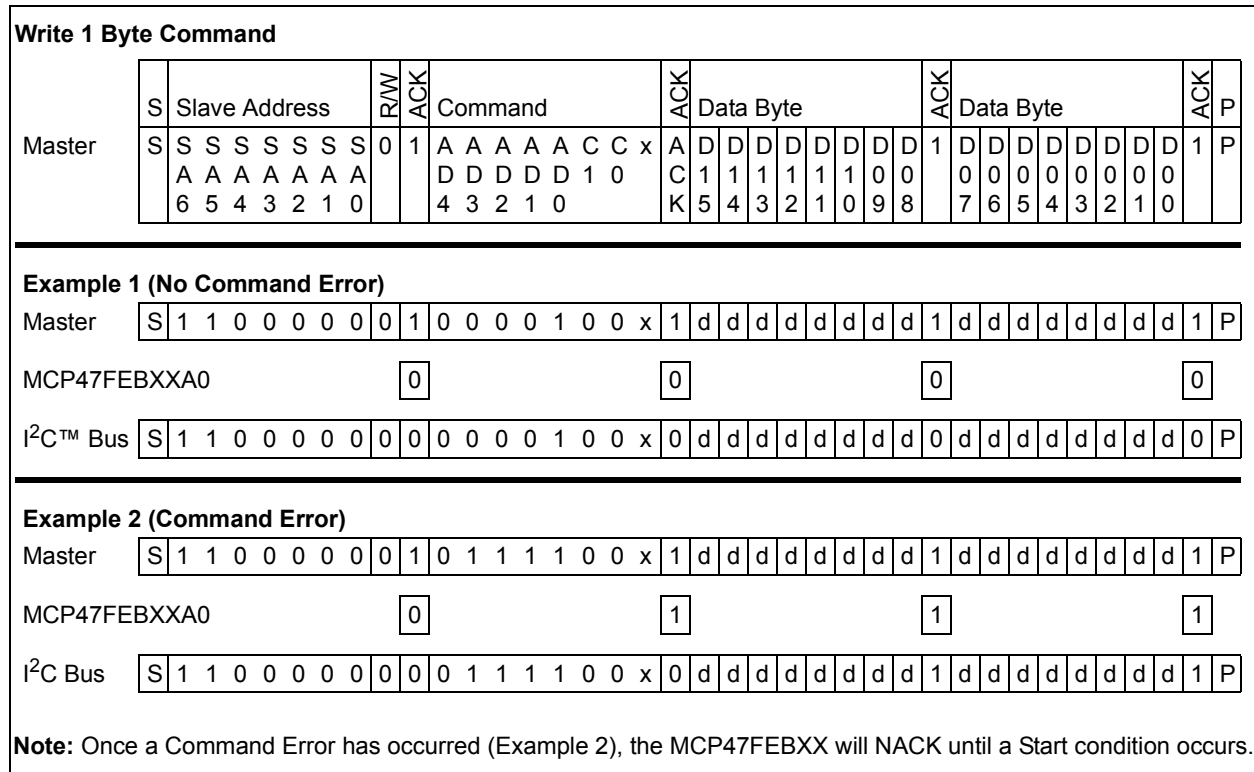 Write 1 Byte Command
S Slave Address R/W ACK Command ACK Data Byte ACK Data Byte ACK P
Master S S S S S S S S 0 1 A A A A A C C x A D D D D D D D D 1 D D D D D D D D 1 P
A A A A A A A D D D D D 1 0 C 1 1 1 1 1 1 0 0 0 0 0 0 0 0 0 0
6 5 4 3 2 1 0 4 3 2 1 0 K 5 4 3 2 1 0 9 8 7 6 5 4 3 2 1 0
Example 1 (No Command Error)
Master S 1 1 0 0 0 0 0 0 1 0 0 0 0 1 0 0 x 1 d d d d d d d d 1 d d d d d d d d 1 P
MCP47FEBXXA0 0 0 0 0
I²C™ Bus S 1 1 0 0 0 0 0 0 0 0 0 0 0 1 0 0 x 0 d d d d d d d d 0 d d d d d d d d 0 P
Example 2 (Command Error)
Master S 1 1 0 0 0 0 0 0 1 0 1 1 1 1 0 0 x 1 d d d d d d d d 1 d d d d d d d d 1 P
MCP47FEBXXA0 0 1 1 1
I²C Bus S 1 1 0 0 0 0 0 0 0 0 1 1 1 1 0 0 x 0 d d d d d d d d 1 d d d d d d d d 1 P
Note: Once a Command Error has occurred (Example 2), the MCP47FEBXX will NACK until a Start condition occurs.